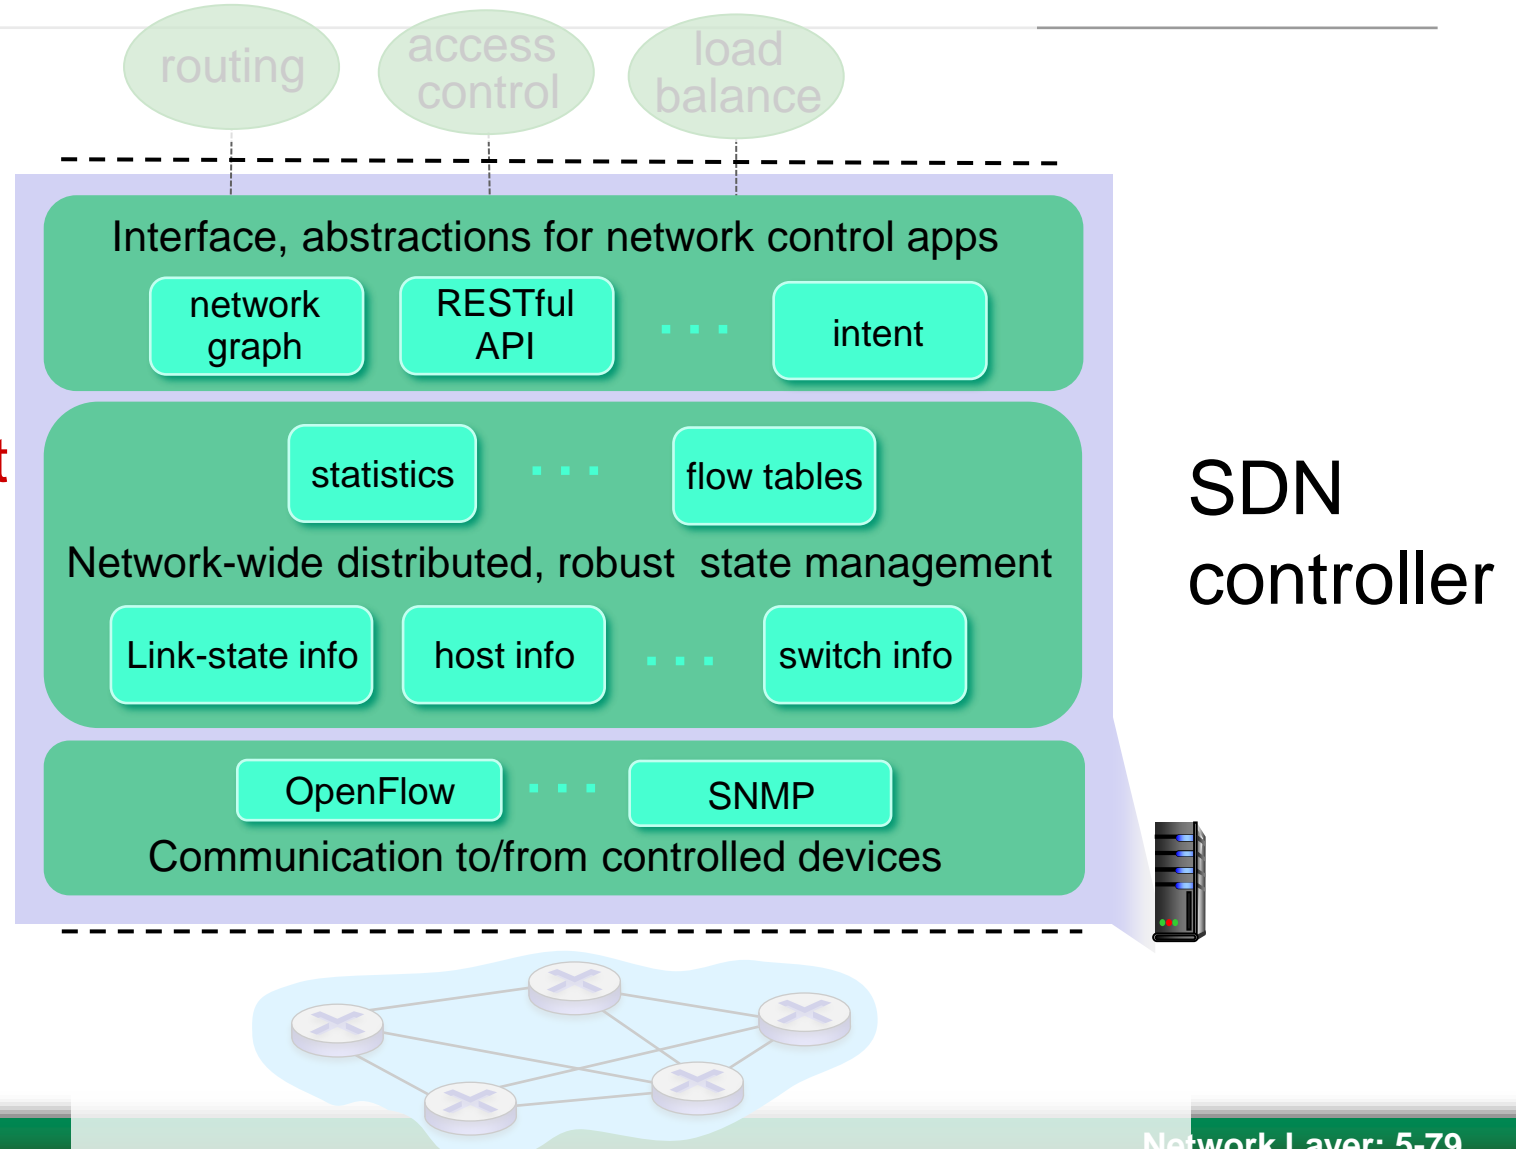 routing
access
control
load
balance
Interface, abstractions for network control apps
network
graph
RESTful
API
. . .
intent
t
statistics
. . .
flow tables
SDN
controller
Network-wide distributed, robust state management
Link-state info
host info
. . .
switch info
OpenFlow
. . .
SNMP
Communication to/from controlled devices
Network Layer: 5-79